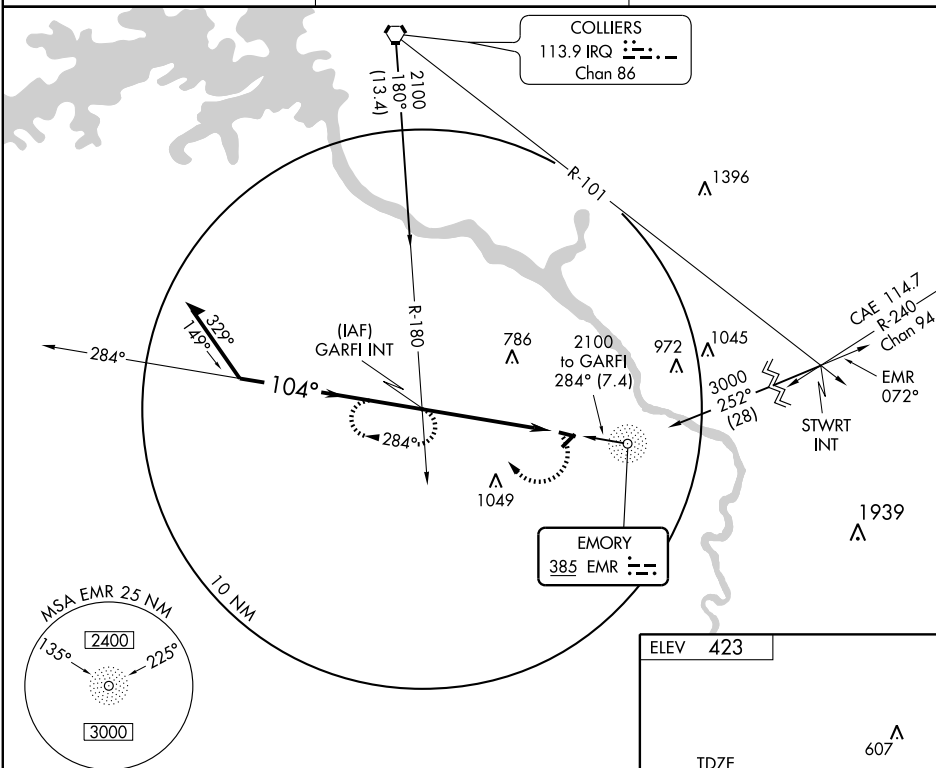 COLLIERS
113.9 IRQ
Chan 86
2100
180°
(13.4)
R-101
1396
R-180
CAE 114.7
R-240
Chan 94
(IAF)
GARFI INT
329°
149°
284°
104°
284°
786
2100
to GARFI
284° (7.4)
972
1045
3000
252°
(28)
EMR
072°
STWRT
INT
1049
1939
EMORY
385 EMR
10 NM
MSA EMR 25 NM
135°
2400
225°
3000
ELEV 423
607
TDZE